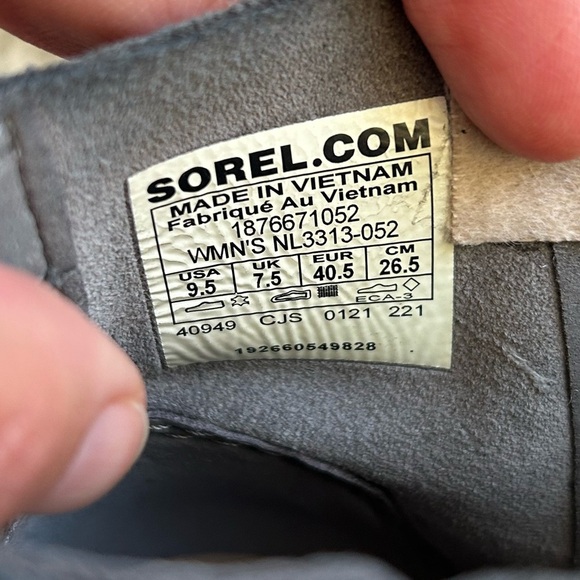 SOREL.COM
MADE IN VIETNAM
Fabriqué Au Vietnam
1876671052
WMN'S NL3313-052
USA UK EUR CM
9.5 7.5 40.5 26.5
ECA-3
40949 CJS 0121 221
192660549828